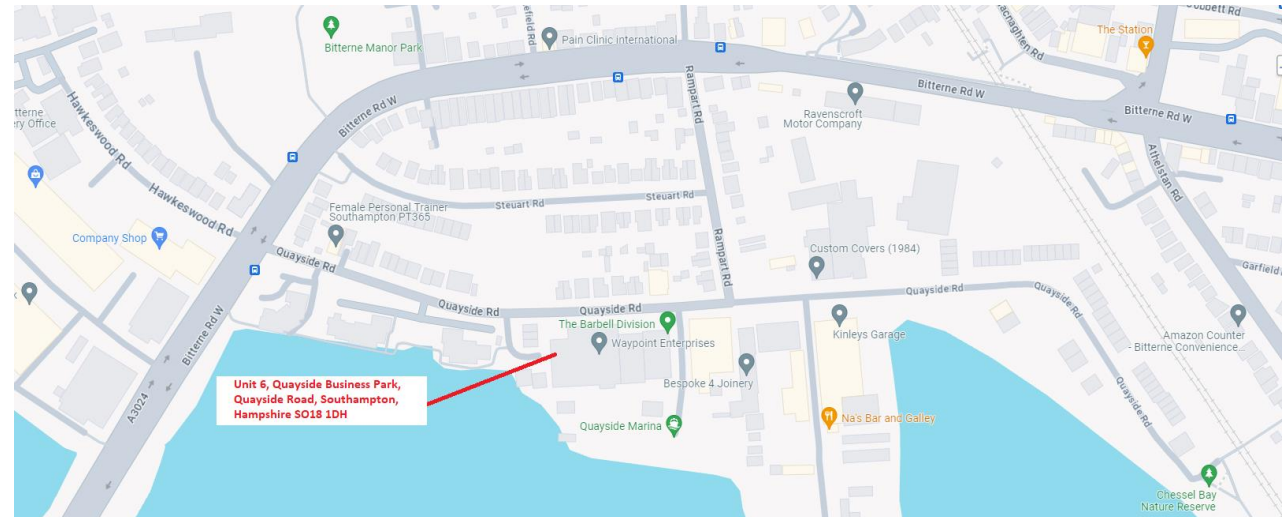 Bitterne Manor Park
Pain Clinic international
Rampart Rd
The Station
Bitterne Rd W
Ravenscroft
Motor Company
Bitterne Rd W
Hawkeswood Rd
Bitterne Rd W
Athelstan Rd
Steuart Rd
Steuart Rd
Hawkeswood Rd
Female Personal Trainer
Southampton PT365
Company Shop
Quayside Rd
Rampart Rd
Custom Covers (1984)
Garfield
Quayside Rd
Quayside Rd
Quayside Rd
Quayside Rd
The Barbell Division
Waypoint Enterprises
Kinleys Garage
Amazon Counter
- Bitterne Convenience...
Bitterne Rd W
Bespoke 4 Joinery
Unit 6, Quayside Business Park,
Quayside Road, Southampton,
Hampshire SO18 1DH
A3024
Quayside Marina
Na's Bar and Galley
Quayside Rd
Chessel Bay
Nature Reserve